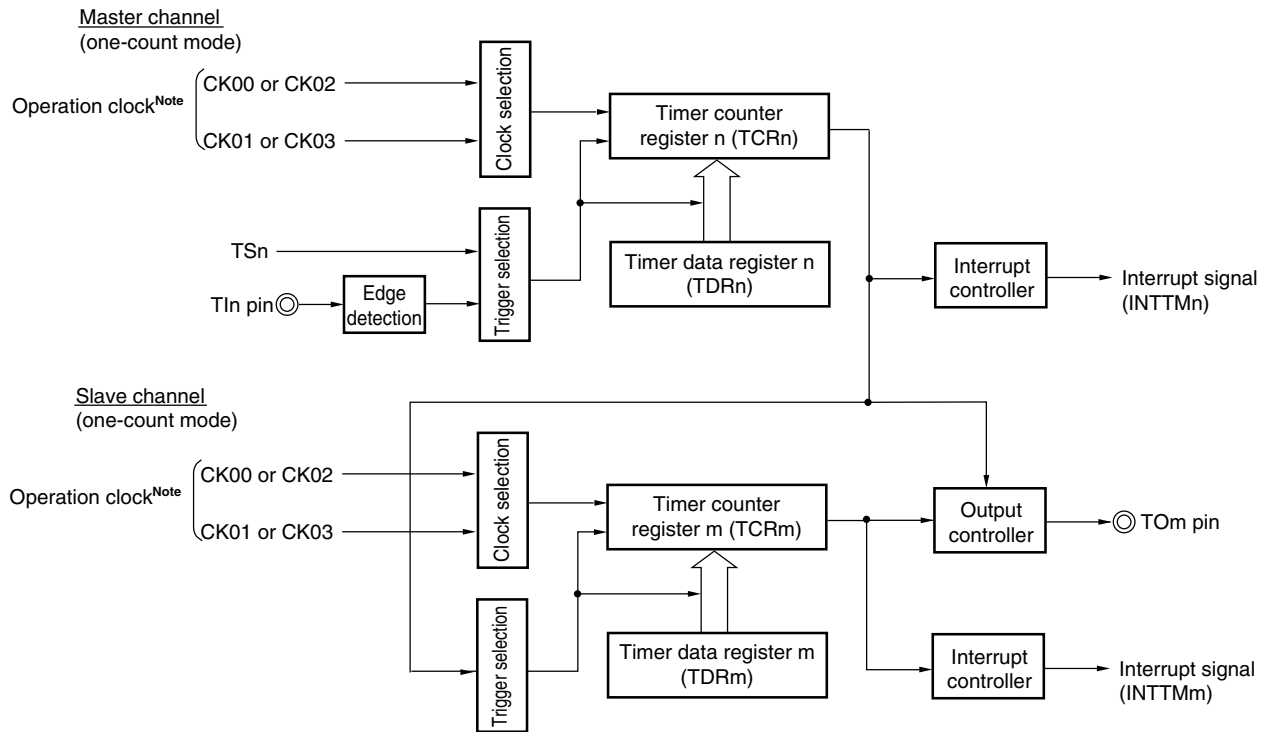 Master channel
(one-count mode)
Operation clockNote
CK00 or CK02
CK01 or CK03
Clock selection
Timer counter
register n (TCRn)
TSn
TIn pin
Edge
detection
Trigger selection
Timer data register n
(TDRn)
Interrupt
controller
Interrupt signal
(INTTMn)
Slave channel
(one-count mode)
Operation clockNote
CK00 or CK02
CK01 or CK03
Clock selection
Timer counter
register m (TCRm)
Output
controller
TOm pin
Trigger selection
Timer data register m
(TDRm)
Interrupt
controller
Interrupt signal
(INTTMm)